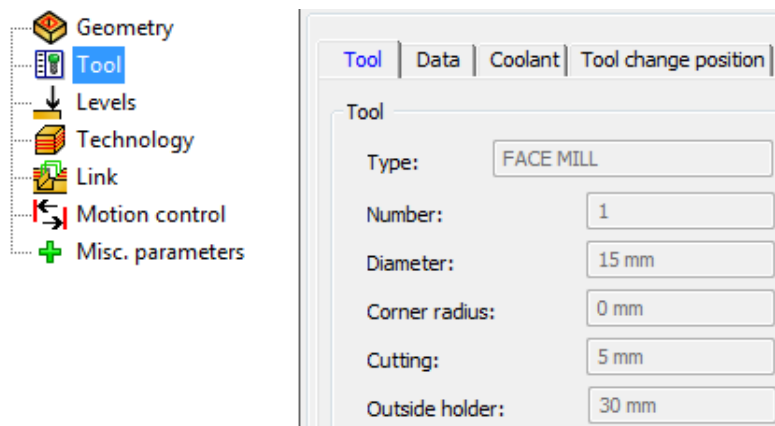 Geometry
Tool
Levels
Technology
Link
Motion control
Misc. parameters
Tool Data Coolant Tool change position
Tool
Type: FACE MILL
Number: 1
Diameter: 15 mm
Corner radius: 0 mm
Cutting: 5 mm
Outside holder: 30 mm